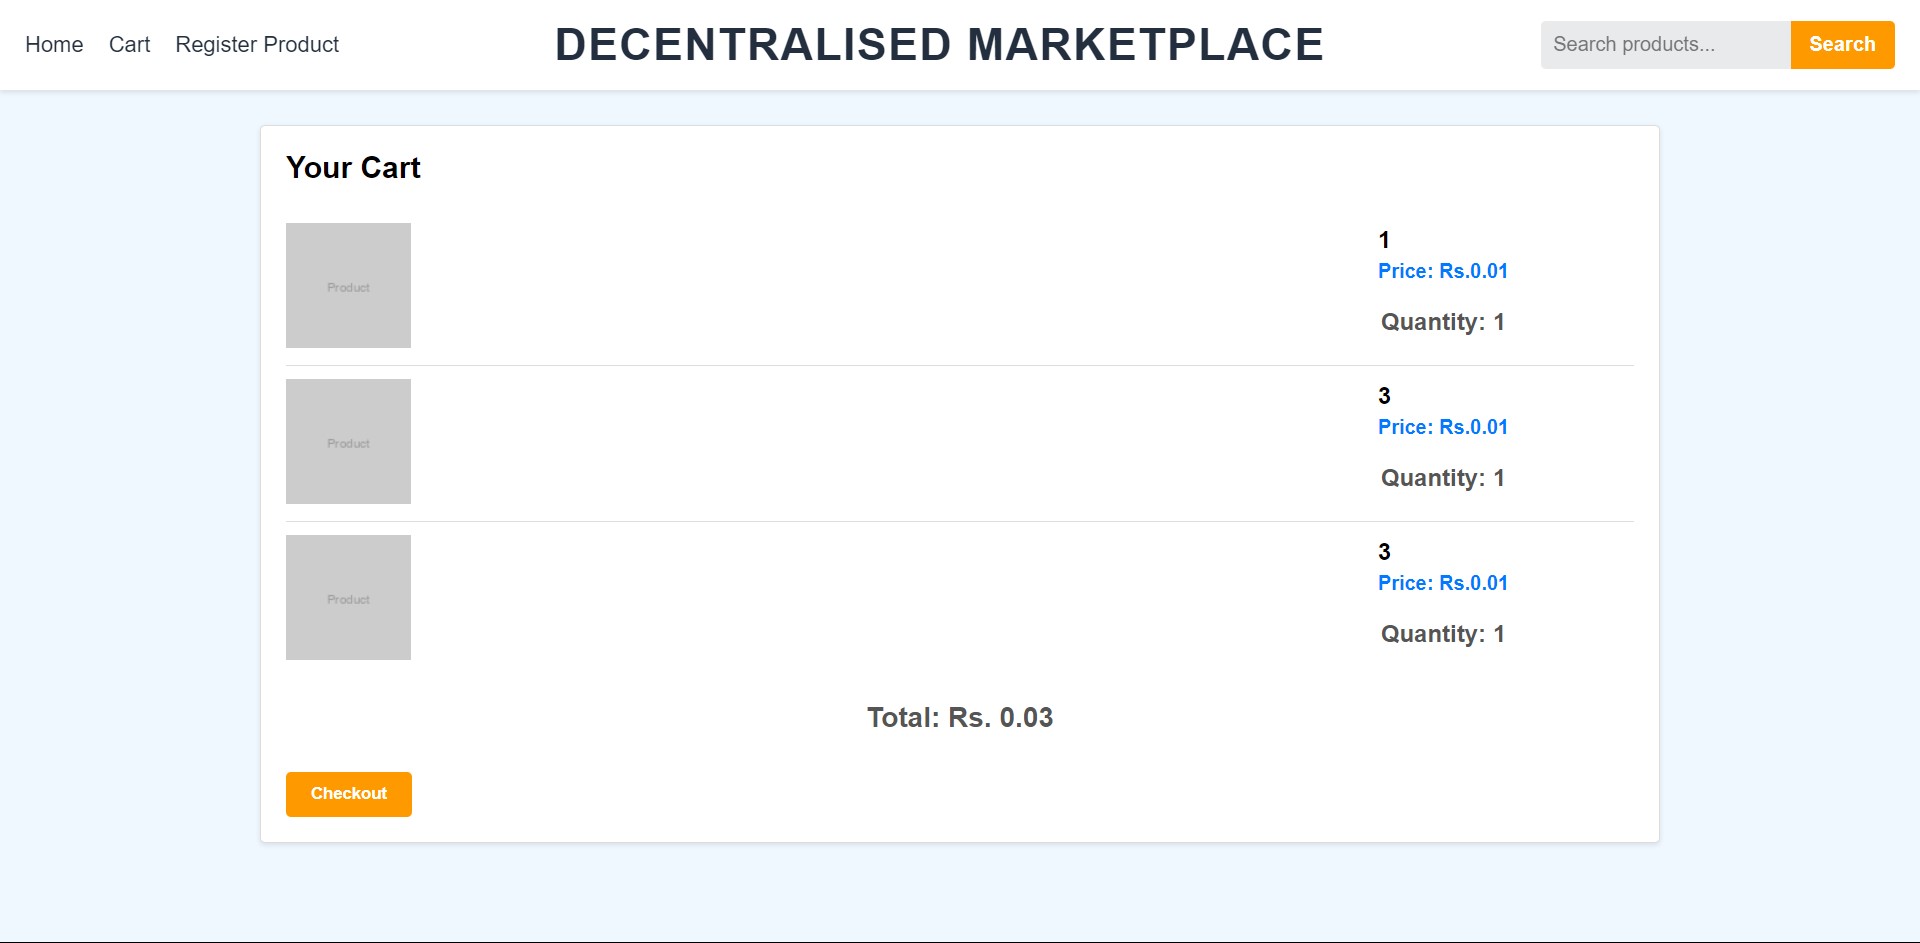 Home Cart Register Product DECENTRALISED MARKETPLACE Search products... Search
Your Cart
Product
1
Price: Rs.0.01
Quantity: 1
Product
3
Price: Rs.0.01
Quantity: 1
Product
3
Price: Rs.0.01
Quantity: 1
Total: Rs. 0.03
Checkout